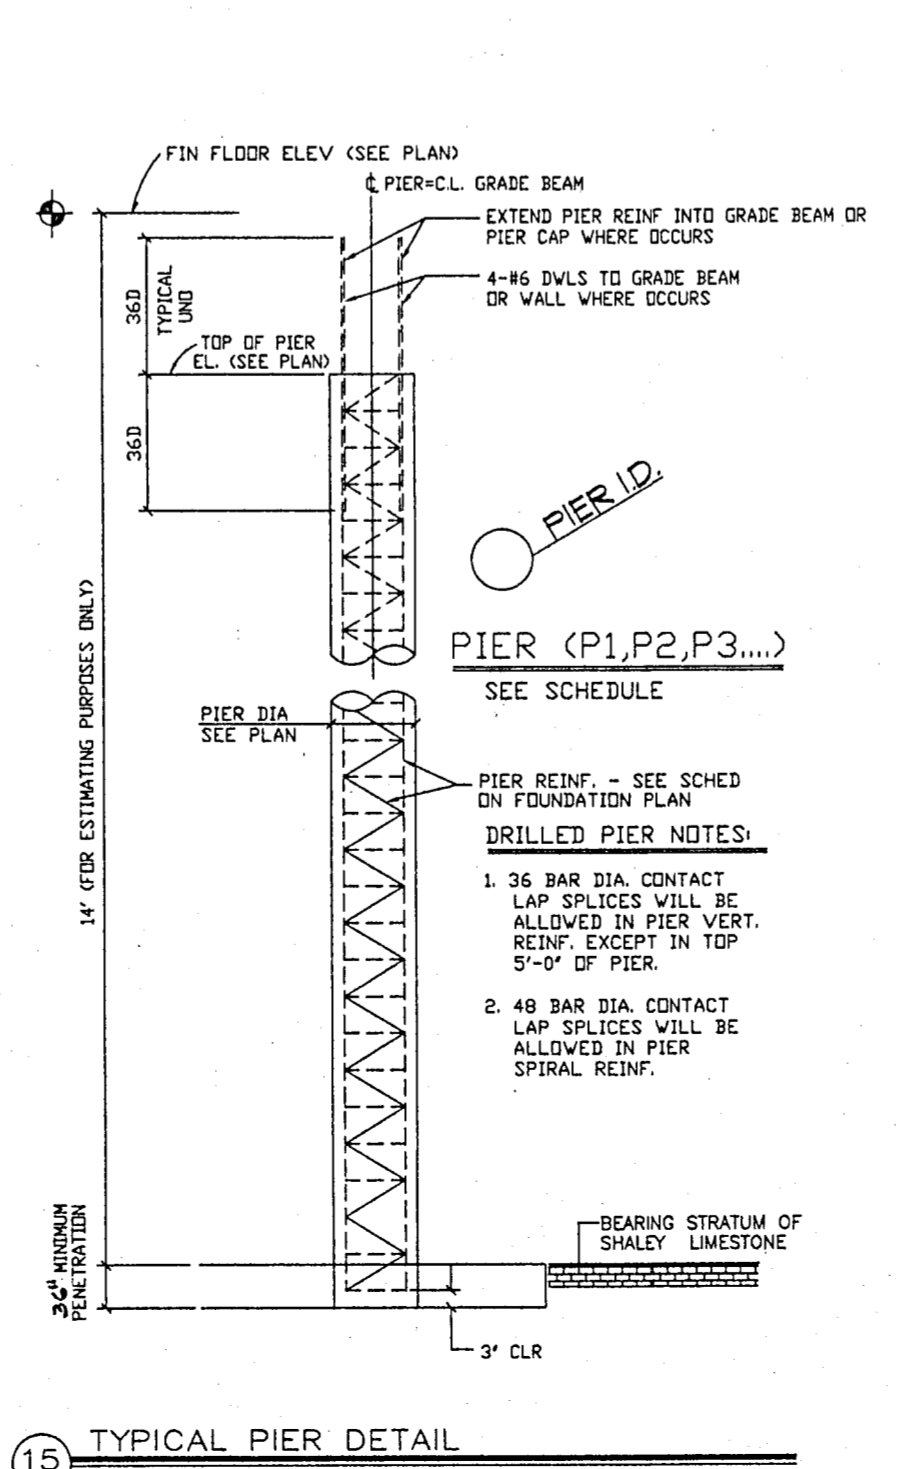 FIN FLOOR ELEV (SEE PLAN)
℄ PIER=C.L. GRADE BEAM
EXTEND PIER REINF INTO GRADE BEAM OR
PIER CAP WHERE OCCURS
4-#6 DWLS TO GRADE BEAM
OR WALL WHERE OCCURS
36D
TYPICAL
UNO
TOP OF PIER
EL. (SEE PLAN)
36D
PIER I.D.
14' (FOR ESTIMATING PURPOSES ONLY)
PIER (P1,P2,P3....)
SEE SCHEDULE
PIER DIA
SEE PLAN
PIER REINF. - SEE SCHED
ON FOUNDATION PLAN
DRILLED PIER NOTES:
1. 36 BAR DIA. CONTACT
LAP SPLICES WILL BE
ALLOWED IN PIER VERT.
REINF. EXCEPT IN TOP
5'-0" OF PIER.
2. 48 BAR DIA. CONTACT
LAP SPLICES WILL BE
ALLOWED IN PIER
SPIRAL REINF.
36" MINIMUM
PENETRATION
BEARING STRATUM OF
SHALEY LIMESTONE
3" CLR
15
TYPICAL PIER DETAIL